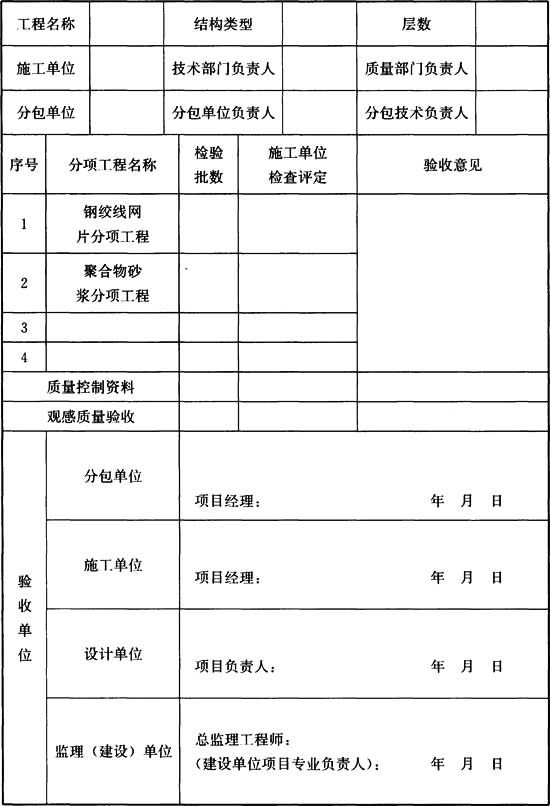 工程名称 结构类型 层数
施工单位 技术部门负责人 质量部门负责人
分包单位 分包单位负责人 分包技术负责人
序号 分项工程名称 检验批数 施工单位检查评定 验收意见
1 钢绞线网片分项工程
2 聚合物砂浆分项工程
3
4
质量控制资料
观感质量验收
验收单位
分包单位
项目经理： 年 月 日
施工单位
项目经理： 年 月 日
设计单位
项目负责人： 年 月 日
监理（建设）单位
总监理工程师：
（建设单位项目专业负责人）： 年 月 日